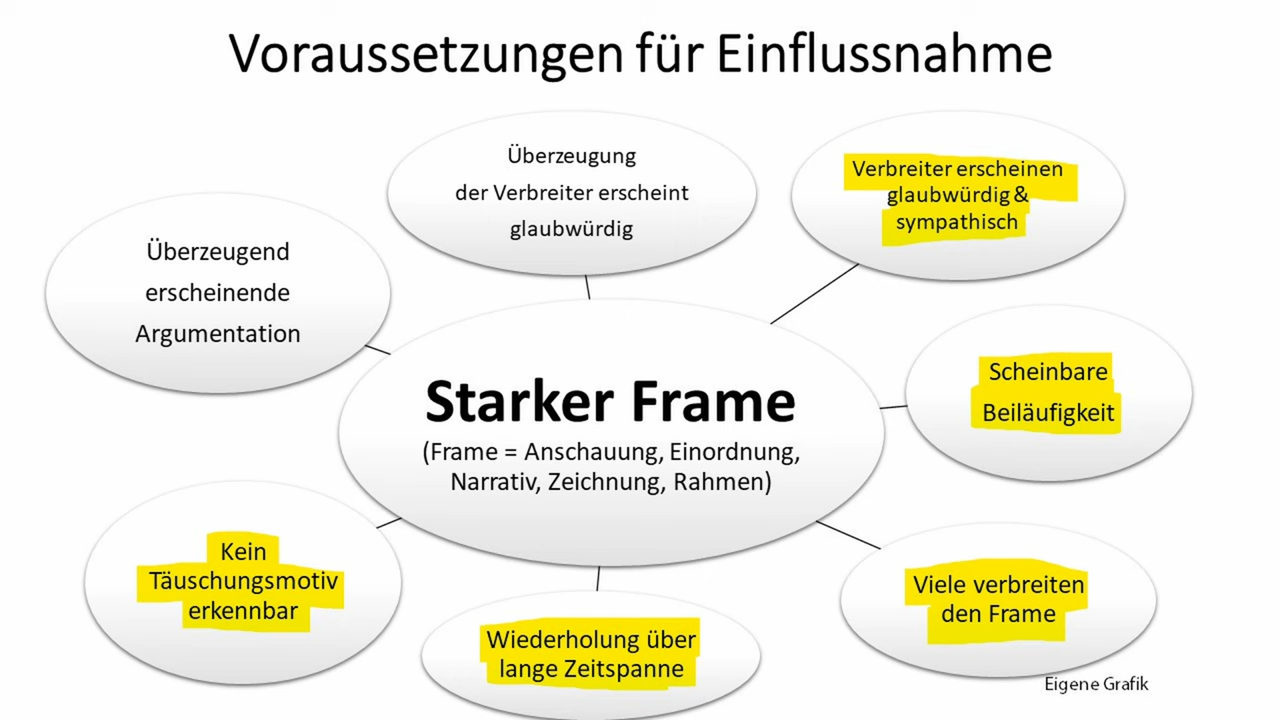 Voraussetzungen für Einflussnahme
Überzeugung
der Verbreiter erscheint
glaubwürdig
Verbreiter erscheinen
glaubwürdig &
sympathisch
Überzeugend
erscheinende
Argumentation
Starker Frame
(Frame = Anschauung, Einordnung,
Narrativ, Zeichnung, Rahmen)
Scheinbare
Beiläufigkeit
Kein
Täuschungsmotiv
erkennbar
Wiederholung über
lange Zeitspanne
Viele verbreiten
den Frame
Eigene Grafik